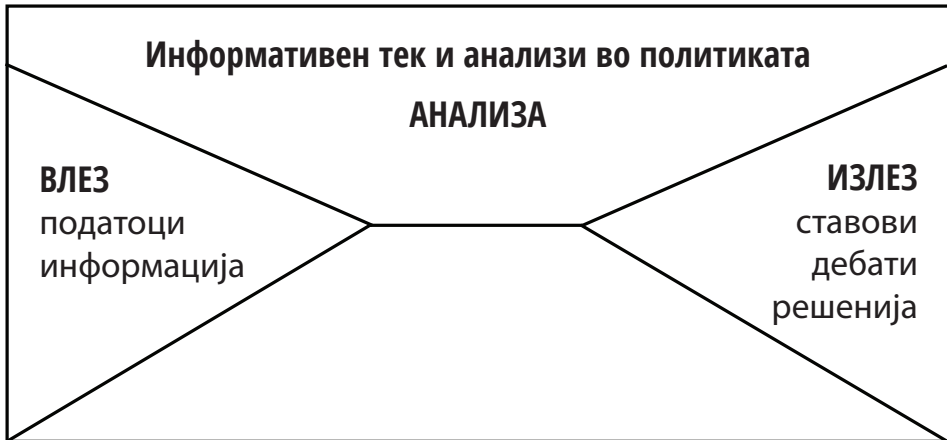 Информативен тек и анализи во политиката
АНАЛИЗА
ВЛЕЗ
податоци
информација
ИЗЛЕЗ
ставови
дебати
решенија